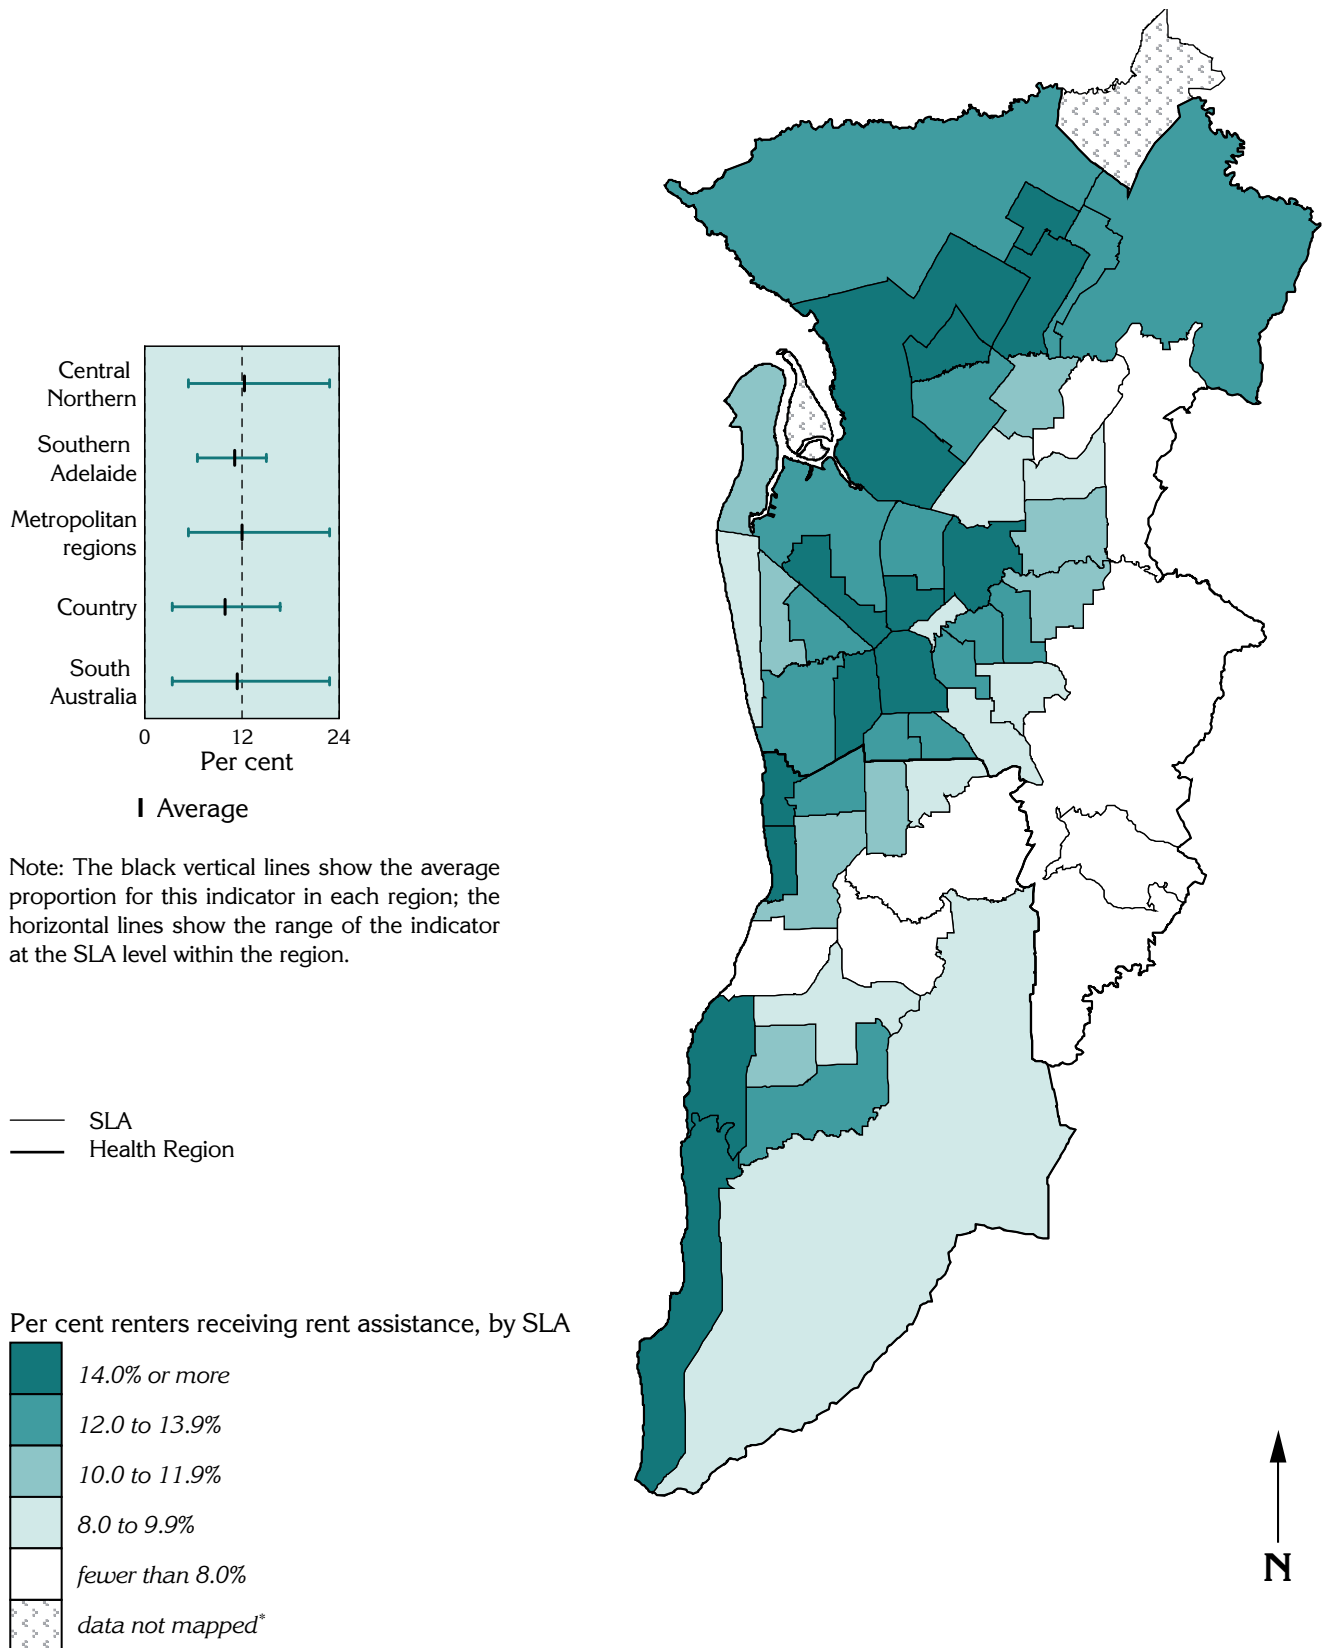 Central
Northern
Southern
Adelaide
Metropolitan
regions
Country
South
Australia
0 12 24
Per cent
Average
Note: The black vertical lines show the average
proportion for this indicator in each region; the
horizontal lines show the range of the indicator
at the SLA level within the region.
SLA
Health Region
Per cent renters receiving rent assistance, by SLA
14.0% or more
12.0 to 13.9%
10.0 to 11.9%
8.0 to 9.9%
fewer than 8.0%
data not mapped*
N